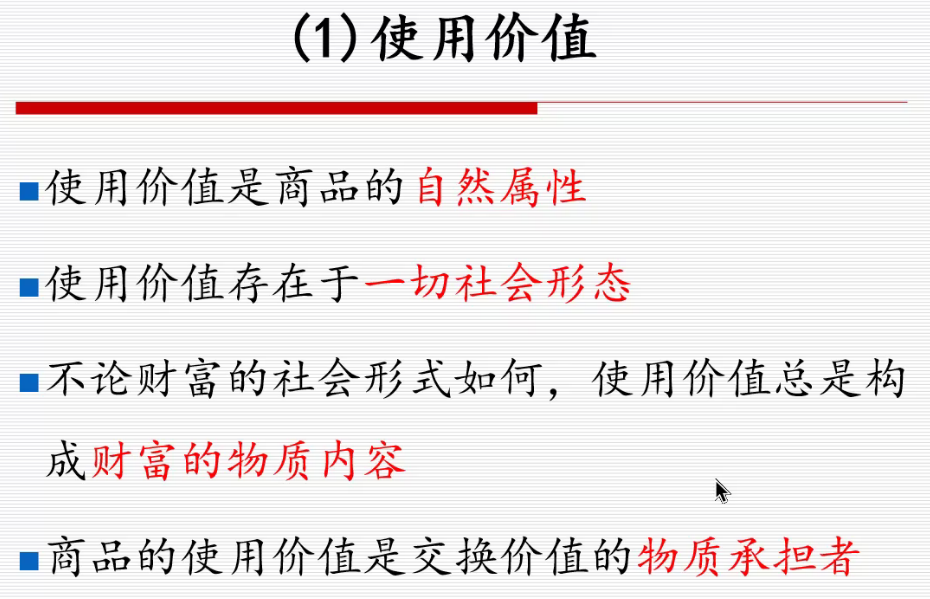 (1)使用价值
■使用价值是商品的自然属性
■使用价值存在于一切社会形态
■不论财富的社会形式如何，使用价值总是构
成财富的物质内容
■商品的使用价值是交换价值的物质承担者